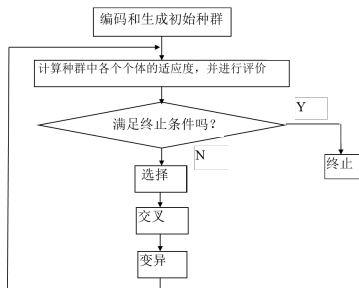 编码和生成初始种群
计算种群中各个个体的适应度，并进行评价
满足终止条件吗？
Y
N
终止
选择
交叉
变异